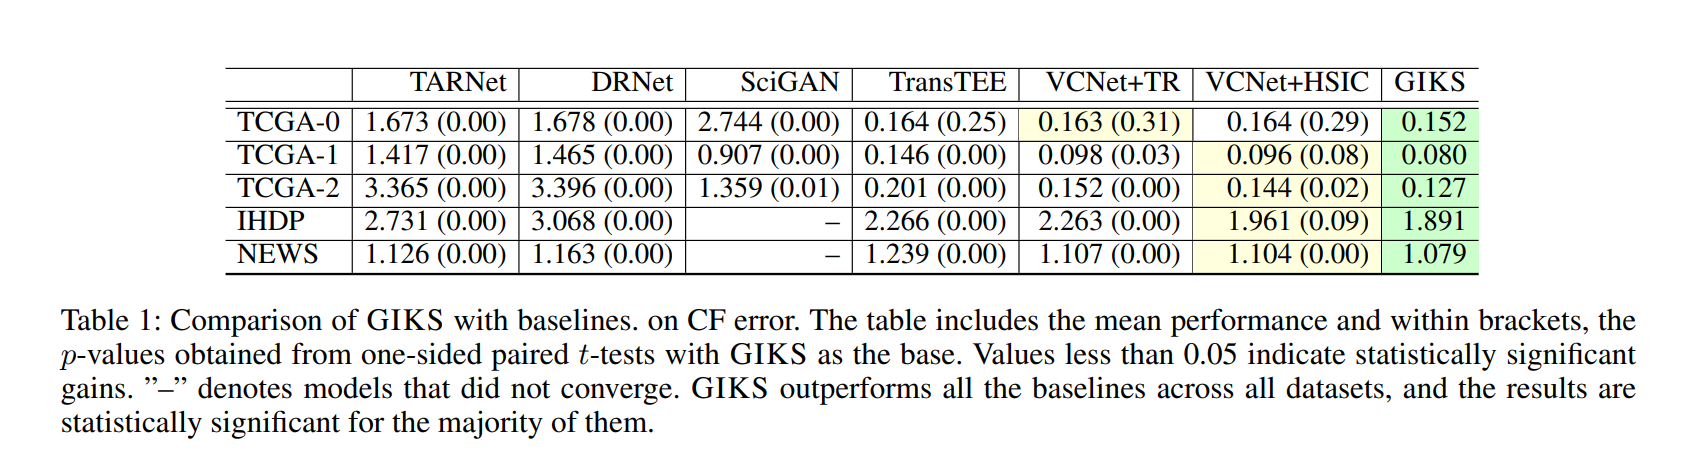 TARNet DRNet SciGAN TransTEE VCNet+TR VCNet+HSIC GIKS
TCGA-0 1.673 (0.00) 1.678 (0.00) 2.744 (0.00) 0.164 (0.25) 0.163 (0.31) 0.164 (0.29) 0.152
TCGA-1 1.417 (0.00) 1.465 (0.00) 0.907 (0.00) 0.146 (0.00) 0.098 (0.03) 0.096 (0.08) 0.080
TCGA-2 3.365 (0.00) 3.396 (0.00) 1.359 (0.01) 0.201 (0.00) 0.152 (0.00) 0.144 (0.02) 0.127
IHDP 2.731 (0.00) 3.068 (0.00) – 2.266 (0.00) 2.263 (0.00) 1.961 (0.09) 1.891
NEWS 1.126 (0.00) 1.163 (0.00) – 1.239 (0.00) 1.107 (0.00) 1.104 (0.00) 1.079
Table 1: Comparison of GIKS with baselines. on CF error. The table includes the mean performance and within brackets, the
p-values obtained from one-sided paired t-tests with GIKS as the base. Values less than 0.05 indicate statistically significant
gains. ”–” denotes models that did not converge. GIKS outperforms all the baselines across all datasets, and the results are
statistically significant for the majority of them.